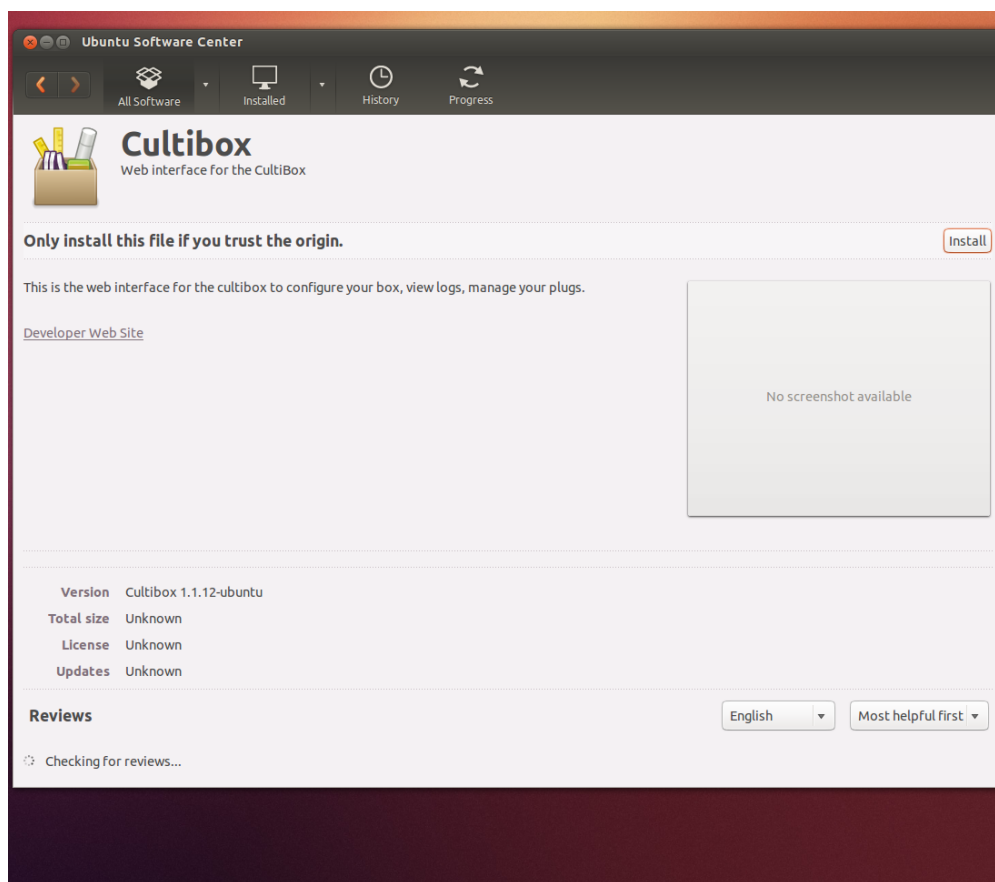 Ubuntu Software Center
All Software
Installed
History
Progress
Cultibox
Web interface for the CultiBox
Only install this file if you trust the origin.
Install
This is the web interface for the cultibox to configure your box, view logs, manage your plugs.
Developer Web Site
No screenshot available
Version Cultibox 1.1.12-ubuntu
Total size Unknown
License Unknown
Updates Unknown
Reviews
English
Most helpful first
Checking for reviews...